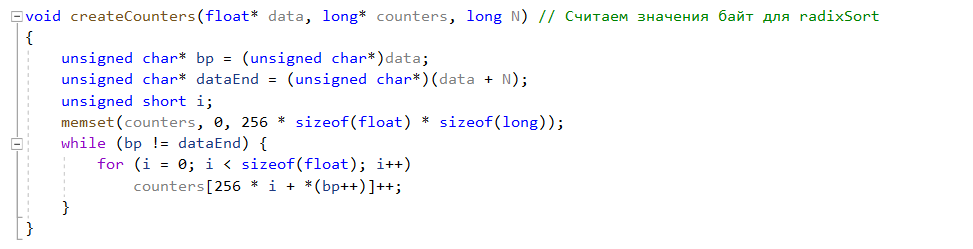 void createCounters(float* data, long* counters, long N) // Считаем значения байт для radixSort
{
    unsigned char* bp = (unsigned char*)data;
    unsigned char* dataEnd = (unsigned char*)(data + N);
    unsigned short i;
    memset(counters, 0, 256 * sizeof(float) * sizeof(long));
    while (bp != dataEnd) {
        for (i = 0; i < sizeof(float); i++)
            counters[256 * i + *(bp++)]++;
    }
}